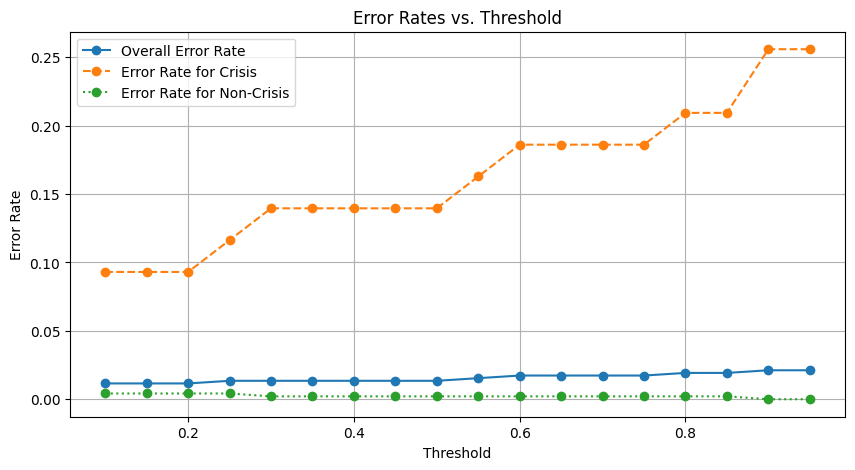 Error Rates vs. Threshold
Overall Error Rate
Error Rate for Crisis
Error Rate for Non-Crisis
Error Rate
0.25
0.20
0.15
0.10
0.05
0.00
0.2 0.4 0.6 0.8
Threshold